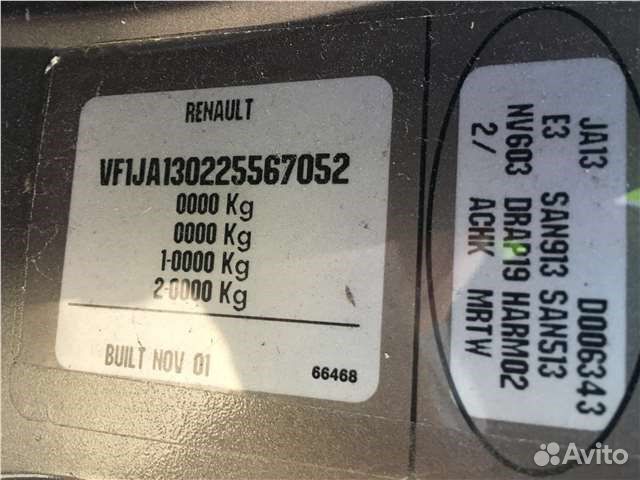 RENAULT
VF1JA130225567052
0000 Kg
0000 Kg
1-0000 Kg
2-0000 Kg
BUILT NOV 01
66468
JA13 D006343
E3 SAN913 SAN513
NV603 DRAP19 HARM02
2/ ACHK MRTW
Avito